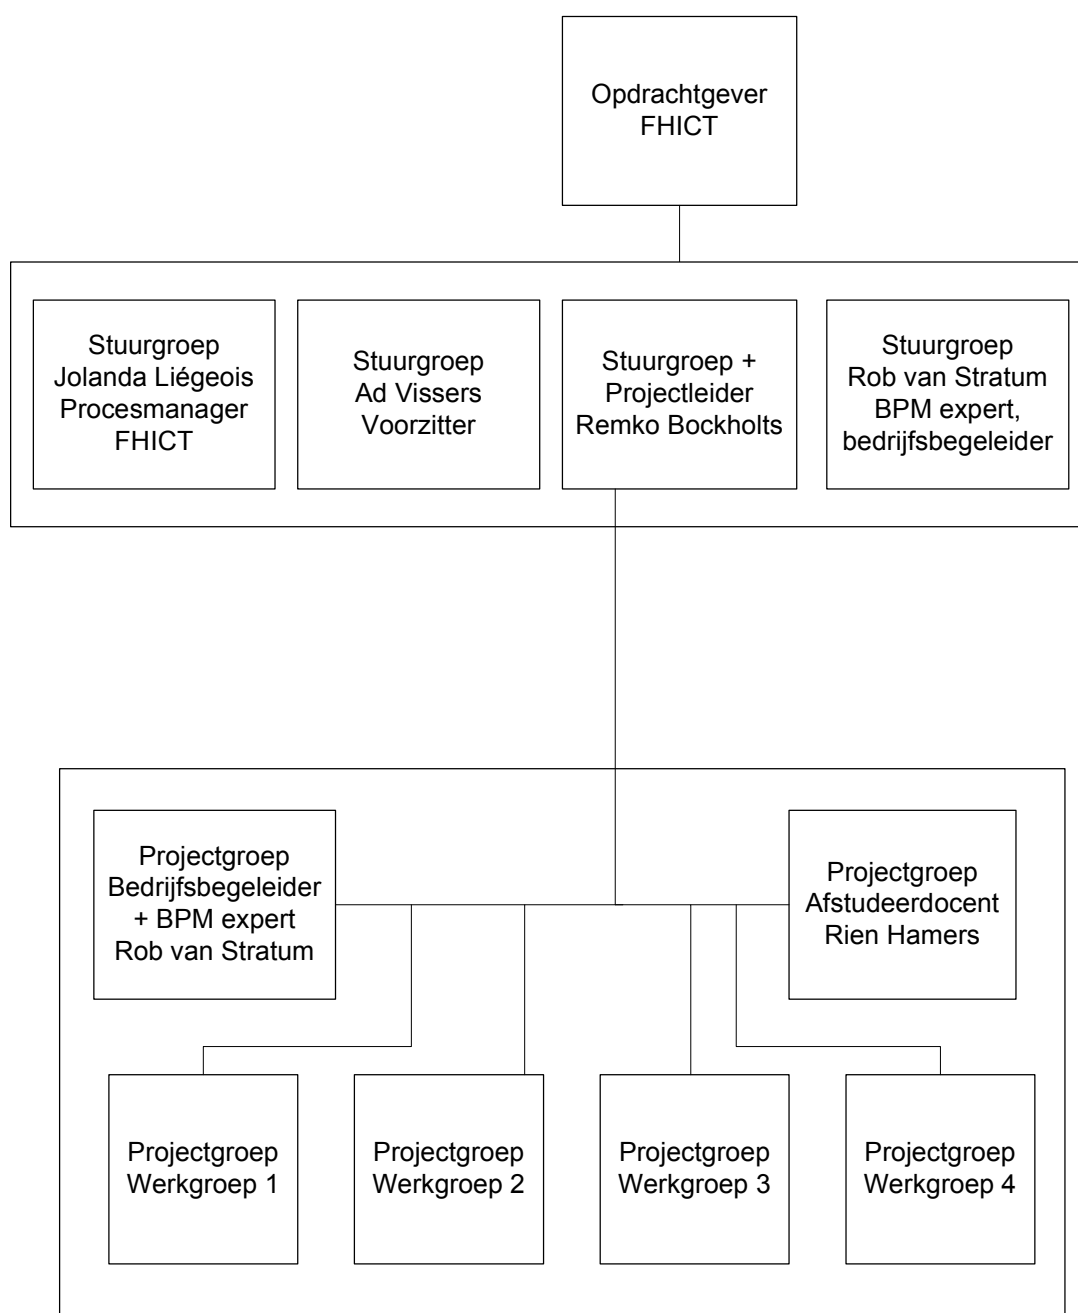 Opdrachtgever
FHICT
Stuurgroep
Jolanda Liégeois
Procesmanager
FHICT
Stuurgroep
Ad Vissers
Voorzitter
Stuurgroep +
Projectleider
Remko Bockholts
Stuurgroep
Rob van Stratum
BPM expert,
bedrijfsbegeleider
Projectgroep
Bedrijfsbegeleider
+ BPM expert
Rob van Stratum
Projectgroep
Afstudeerdocent
Rien Hamers
Projectgroep
Werkgroep 1
Projectgroep
Werkgroep 2
Projectgroep
Werkgroep 3
Projectgroep
Werkgroep 4